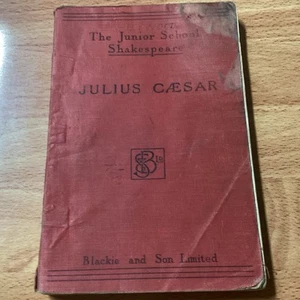 The Junior School
Shakespeare
JULIUS CÆSAR
Blackie and Son Limited